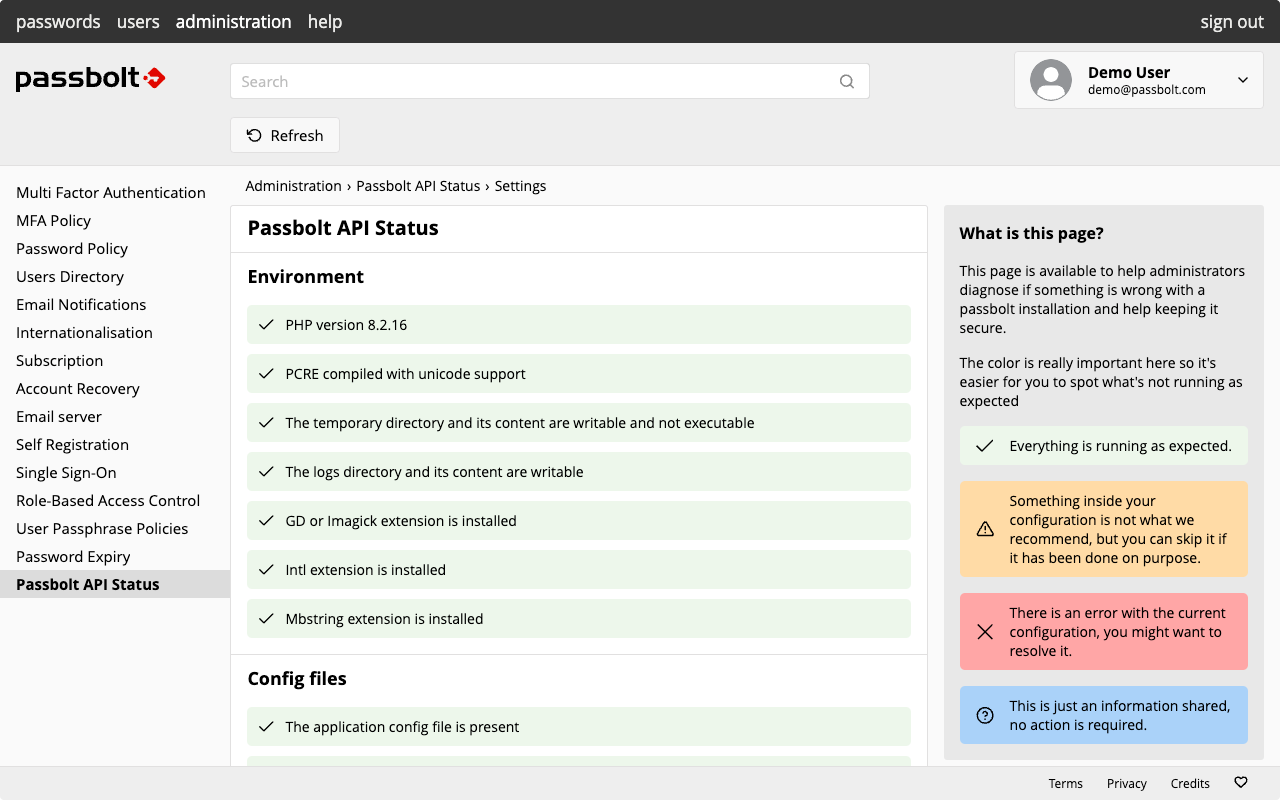 passwords users administration help sign out
passbolt
Search
Demo User
demo@passbolt.com
Refresh
Multi Factor Authentication
MFA Policy
Password Policy
Users Directory
Email Notifications
Internationalisation
Subscription
Account Recovery
Email server
Self Registration
Single Sign-On
Role-Based Access Control
User Passphrase Policies
Password Expiry
Passbolt API Status
Administration › Passbolt API Status › Settings
Passbolt API Status
Environment
PHP version 8.2.16
PCRE compiled with unicode support
The temporary directory and its content are writable and not executable
The logs directory and its content are writable
GD or Imagick extension is installed
Intl extension is installed
Mbstring extension is installed
Config files
The application config file is present
What is this page?
This page is available to help administrators
diagnose if something is wrong with a
passbolt installation and help keeping it
secure.
The color is really important here so it's
easier for you to spot what's not running as
expected
Everything is running as expected.
Something inside your
configuration is not what we
recommend, but you can skip it if
it has been done on purpose.
There is an error with the current
configuration, you might want to
resolve it.
This is just an information shared,
no action is required.
Terms Privacy Credits